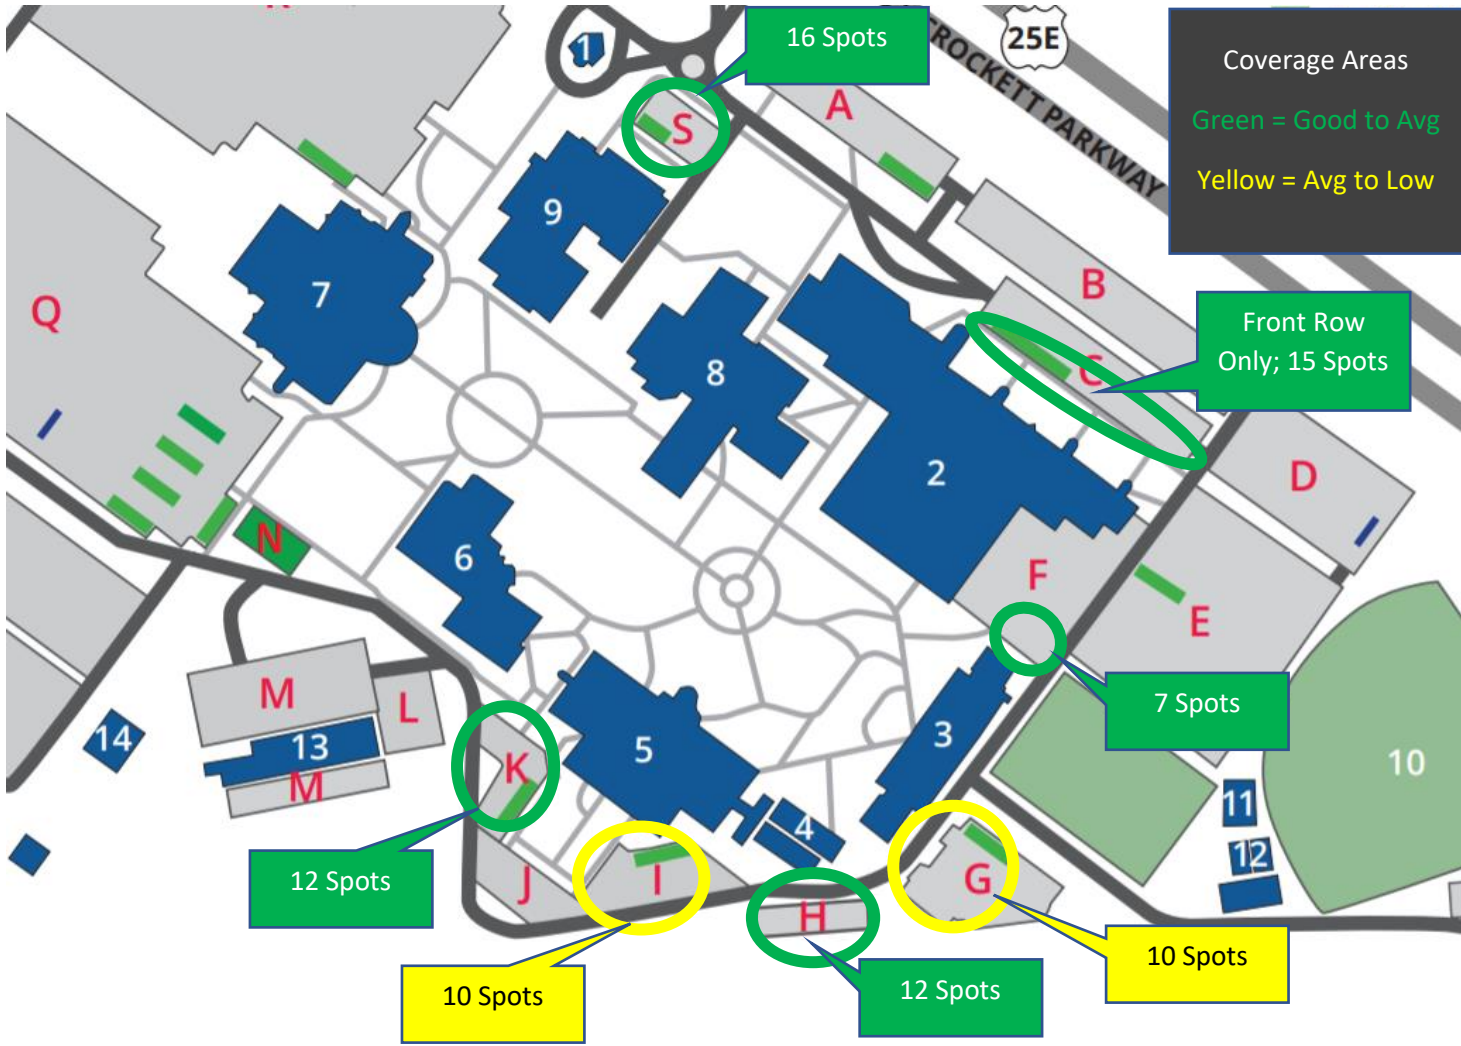 16 Spots
25E
Coverage Areas
Green = Good to Avg
Yellow = Avg to Low
CROCKETT PARKWAY
1
S
A
9
B
7
Q
C
Front Row
Only; 15 Spots
8
2
D
N
6
F
E
7 Spots
M
L
14
13
M
K
5
3
10
11
12
4
12 Spots
J
I
H
G
10 Spots
12 Spots
10 Spots